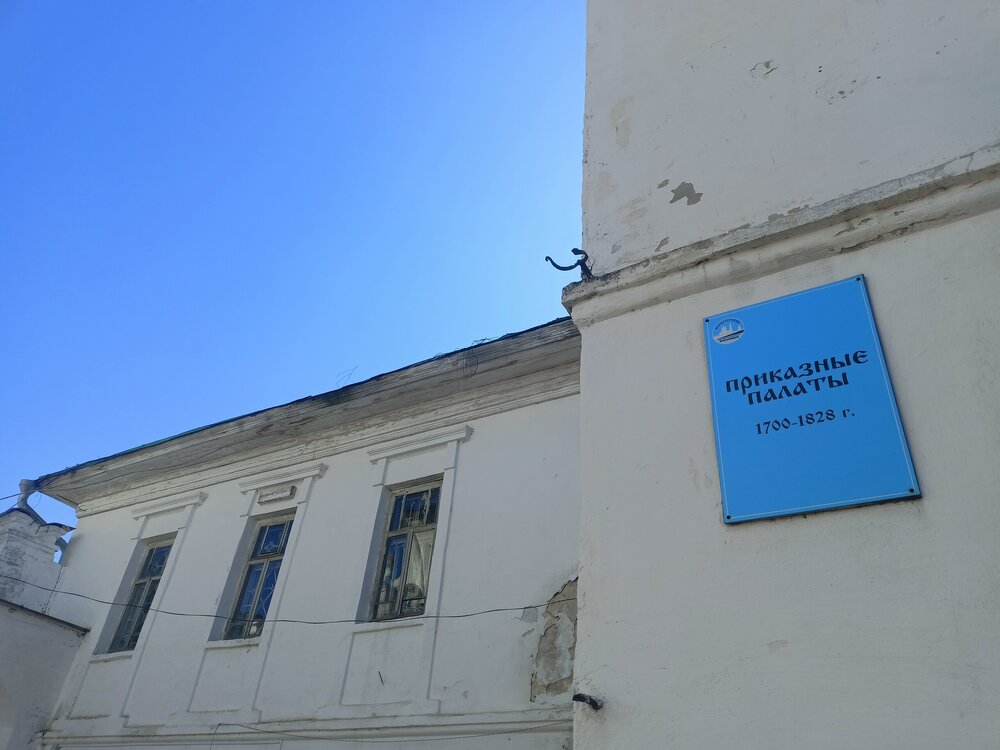 приказные
палаты
1700-1828 г.